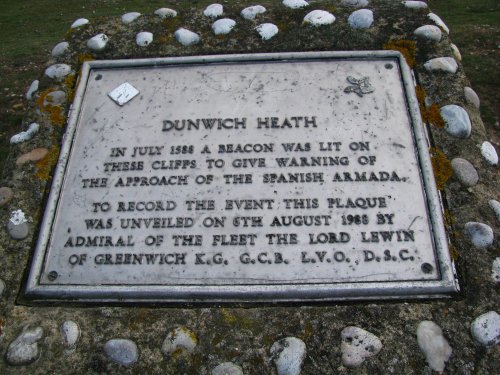 DUNWICH HEATH
IN JULY 1588 A BEACON WAS LIT ON
THESE CLIFFS TO GIVE WARNING OF
THE APPROACH OF THE SPANISH ARMADA.
TO RECORD THE EVENT THIS PLAQUE
WAS UNVEILED ON 6TH AUGUST 1988 BY
ADMIRAL OF THE FLEET THE LORD LEWIN
OF GREENWICH K.G. G.C.B. L.V.O. D.S.C.